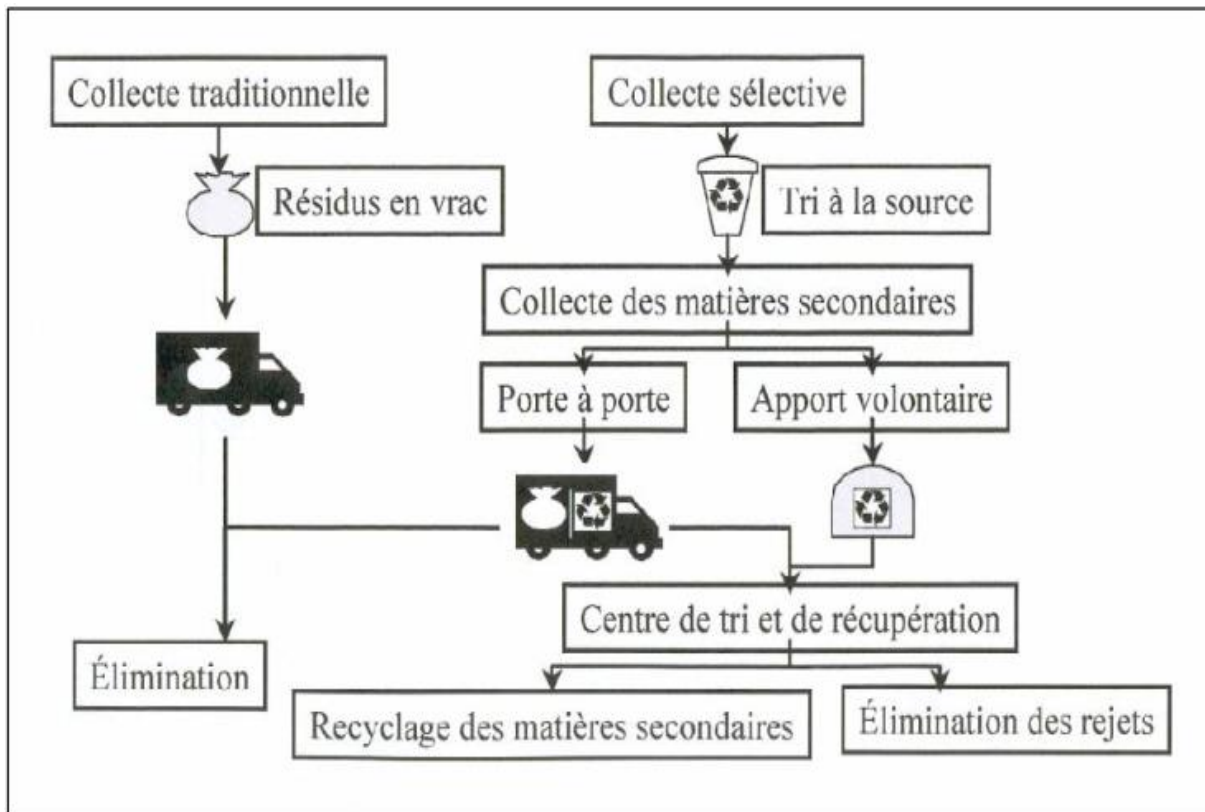 Collecte traditionnelle
Collecte sélective
Résidus en vrac
Tri à la source
Collecte des matières secondaires
Porte à porte
Apport volontaire
Centre de tri et de récupération
Élimination
Recyclage des matières secondaires
Élimination des rejets